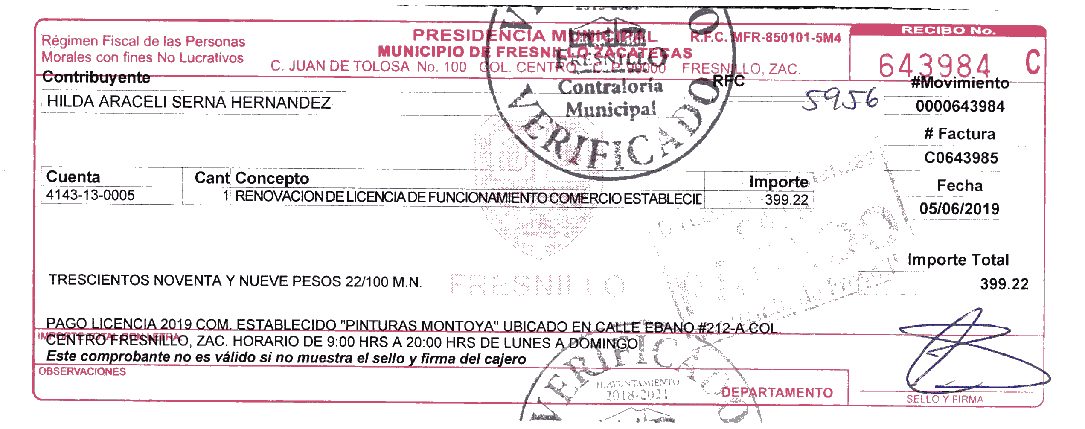 Régimen Fiscal de las Personas
Morales con fines No Lucrativos
PRESIDENCIA MUNICIPAL
R.F.C. MFR-850101-5M4
MUNICIPIO DE FRESNILLO ZACATECAS
C. JUAN DE TOLOSA No. 100 COL. CENTRO C.P. 99000 FRESNILLO, ZAC.
RECIBO No.
643984 C
FRESNILLO
Contraloría
Municipal
VERIFICADO
Contribuyente
RFC
HILDA ARACELI SERNA HERNANDEZ
5956
#Movimiento
0000643984
# Factura
C0643985
Fecha
05/06/2019
Cuenta Cant Concepto Importe
4143-13-0005 1 RENOVACION DE LICENCIA DE FUNCIONAMIENTO COMERCIO ESTABLECID 399.22
Importe Total
399.22
TRESCIENTOS NOVENTA Y NUEVE PESOS 22/100 M.N.
FRESNILLO
PAGO LICENCIA 2019 COM. ESTABLECIDO "PINTURAS MONTOYA" UBICADO EN CALLE EBANO #212-A COL
CENTRO FRESNILLO, ZAC. HORARIO DE 9:00 HRS A 20:00 HRS DE LUNES A DOMINGO
Este comprobante no es válido si no muestra el sello y firma del cajero
OBSERVACIONES
VERIFICADO
H. AYUNTAMIENTO
2018-2021
DEPARTAMENTO
SELLO Y FIRMA